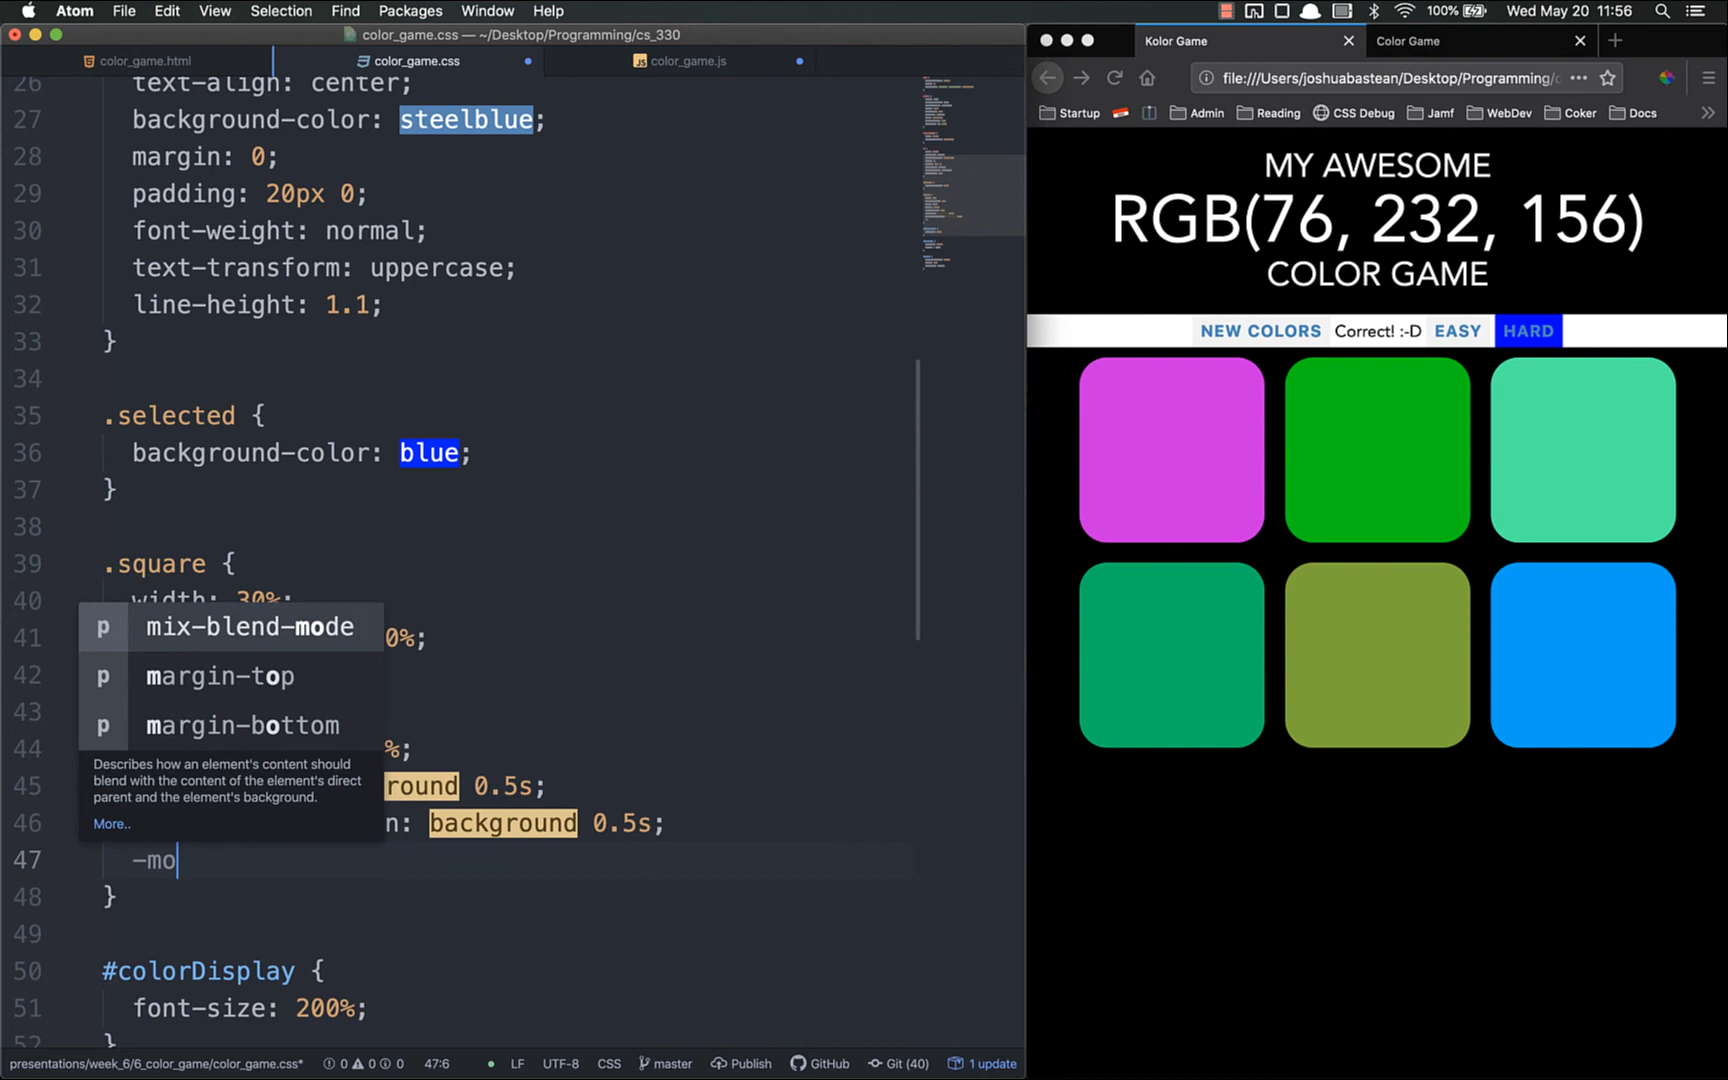 Atom File Edit View Selection Find Packages Window Help 100% Wed May 20 11:56
color_game.css — ~/Desktop/Programming/cs_330
color_game.html color_game.css color_game.js
26 text-align: center;
27 background-color: steelblue;
28 margin: 0;
29 padding: 20px 0;
30 font-weight: normal;
31 text-transform: uppercase;
32 line-height: 1.1;
33 }
34
35 .selected {
36 background-color: blue;
37 }
38
39 .square {
40 width: 30%;
41 0%;
42
43
44 %;
45 round 0.5s;
46 n: background 0.5s;
47 -mo
48 }
49
50 #colorDisplay {
51 font-size: 200%;
52 }
p mix-blend-mode
p margin-top
p margin-bottom
Describes how an element's content should
blend with the content of the element's direct
parent and the element's background.
More..
presentations/week_6/6_color_game/color_game.css* 0 0 0 47:6 LF UTF-8 CSS master Publish GitHub Git (40) 1 update
Kolor Game Color Game
file:///Users/joshuabastean/Desktop/Programming/
Startup Admin Reading CSS Debug Jamf WebDev Coker Docs
MY AWESOME
RGB(76, 232, 156)
COLOR GAME
NEW COLORS Correct! :-D EASY HARD